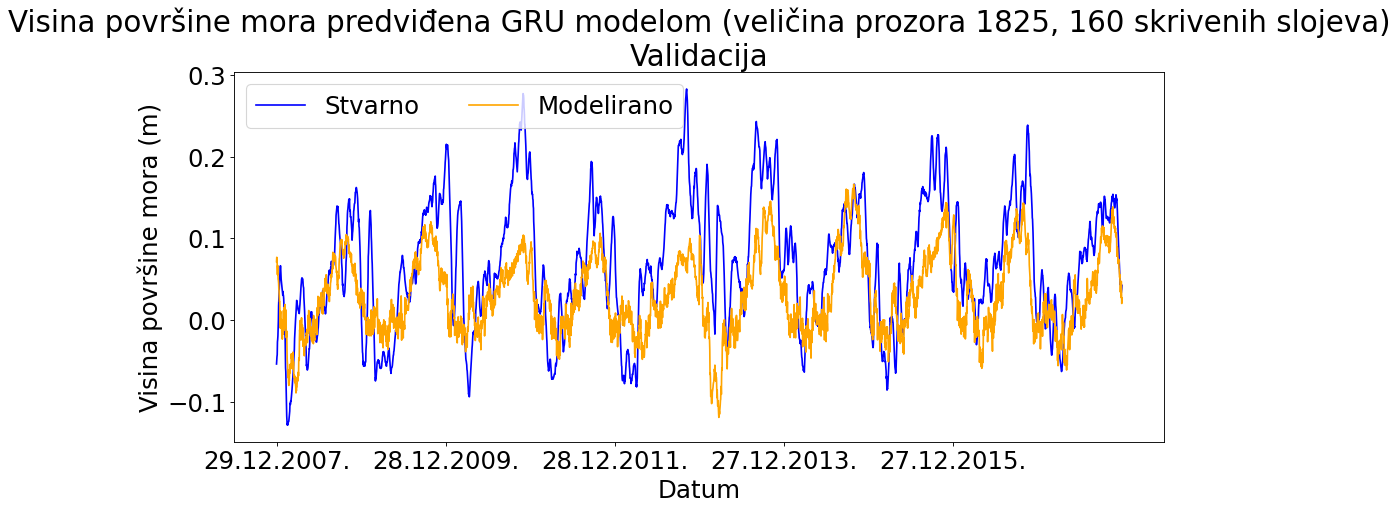 Visina površine mora predviđena GRU modelom (veličina prozora 1825, 160 skrivenih slojeva)
Validacija
Stvarno Modelirano
Visina površine mora (m)
0.3
0.2
0.1
0.0
−0.1
29.12.2007. 28.12.2009. 28.12.2011. 27.12.2013. 27.12.2015.
Datum